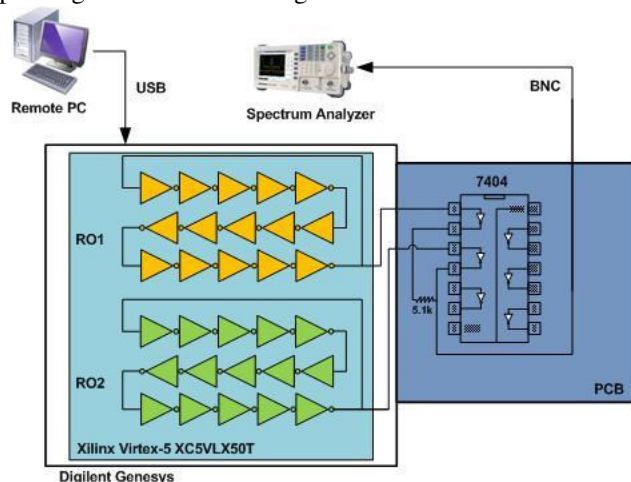 USB
BNC
Remote PC
Spectrum Analyzer
7404
RO1
5.1k
RO2
PCB
Xilinx Virtex-5 XC5VLX50T
Digilent Genesys